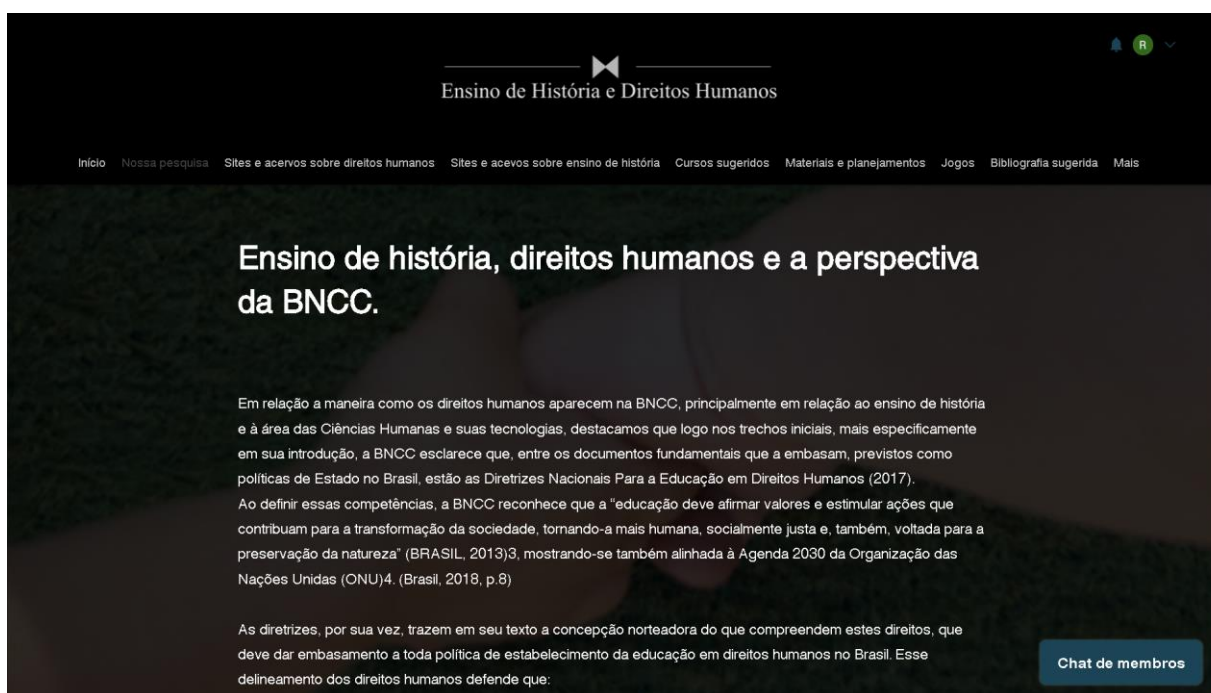 R
Ensino de História e Direitos Humanos
Início Nossa pesquisa Sites e acervos sobre direitos humanos Sites e acevos sobre ensino de história Cursos sugeridos Materiais e planejamentos Jogos Bibliografia sugerida Mais
Ensino de história, direitos humanos e a perspectiva
da BNCC.
Em relação a maneira como os direitos humanos aparecem na BNCC, principalmente em relação ao ensino de história
e à área das Ciências Humanas e suas tecnologias, destacamos que logo nos trechos iniciais, mais especificamente
em sua introdução, a BNCC esclarece que, entre os documentos fundamentais que a embasam, previstos como
políticas de Estado no Brasil, estão as Diretrizes Nacionais Para a Educação em Direitos Humanos (2017).
Ao definir essas competências, a BNCC reconhece que a “educação deve afirmar valores e estimular ações que
contribuam para a transformação da sociedade, tornando-a mais humana, socialmente justa e, também, voltada para a
preservação da natureza” (BRASIL, 2013)3, mostrando-se também alinhada à Agenda 2030 da Organização das
Nações Unidas (ONU)4. (Brasil, 2018, p.8)
As diretrizes, por sua vez, trazem em seu texto a concepção norteadora do que compreendem estes direitos, que
deve dar embasamento a toda política de estabelecimento da educação em direitos humanos no Brasil. Esse
delineamento dos direitos humanos defende que:
Chat de membros